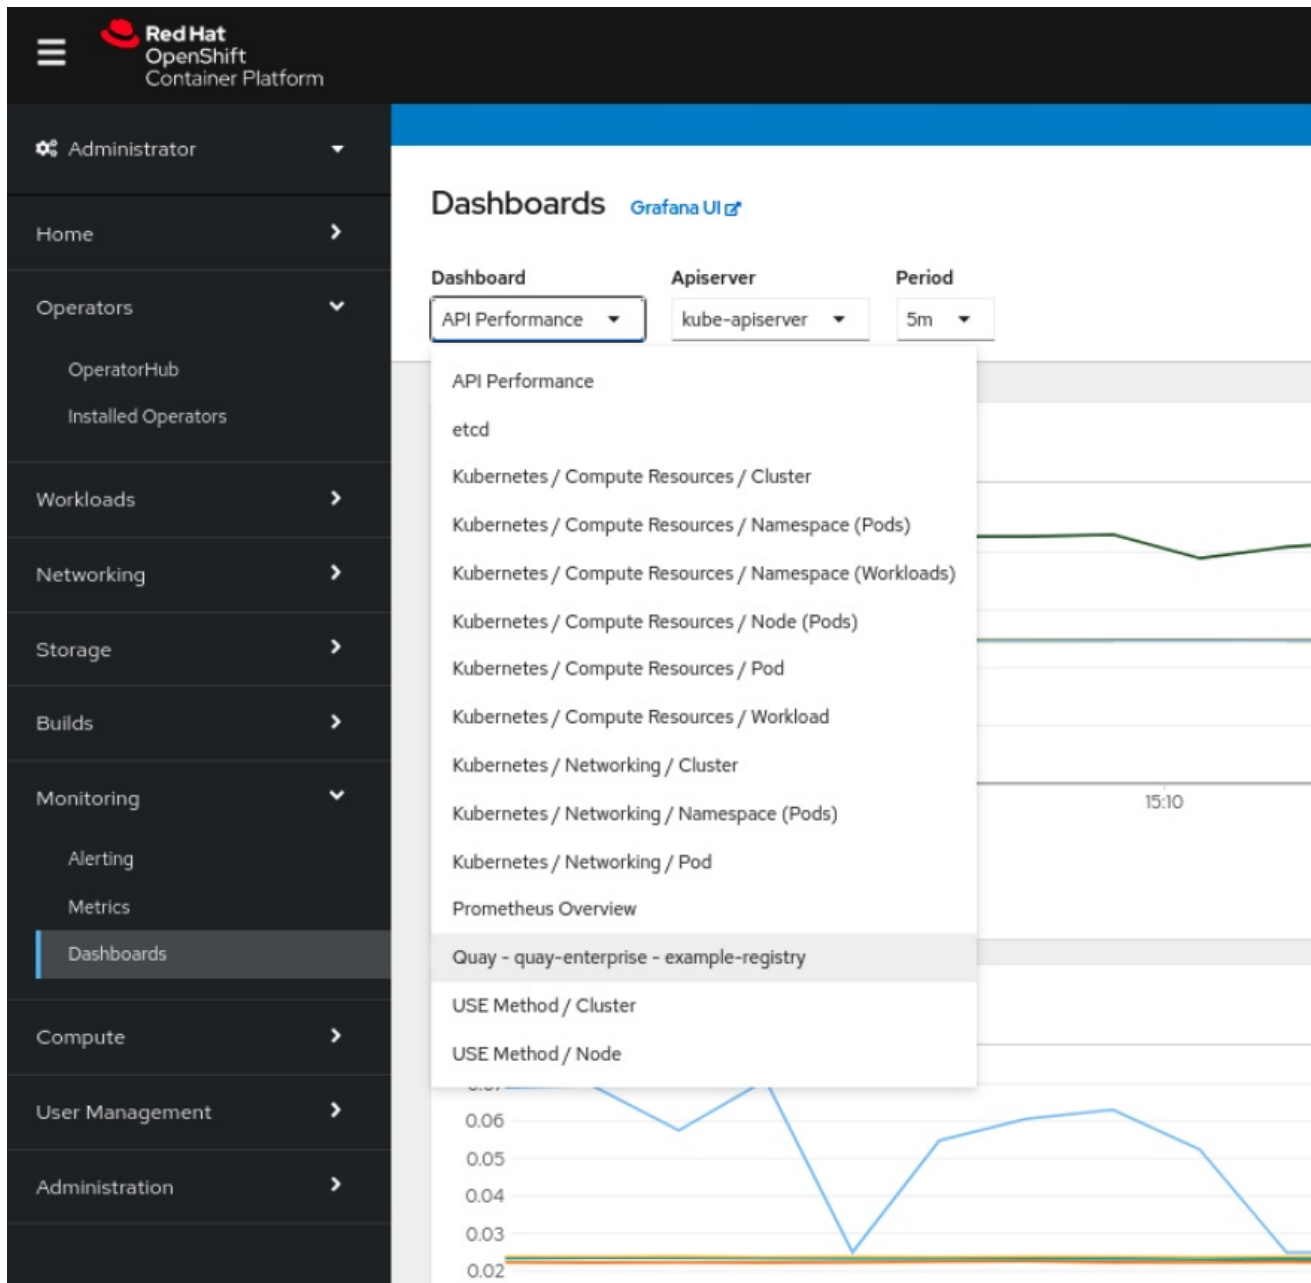 Red Hat
OpenShift
Container Platform
Administrator
Home
Operators
OperatorHub
Installed Operators
Workloads
Networking
Storage
Builds
Monitoring
Alerting
Metrics
Dashboards
Compute
User Management
Administration
Dashboards Grafana UI
Dashboard Apiserver Period
API Performance kube-apiserver 5m
API Performance
etcd
Kubernetes / Compute Resources / Cluster
Kubernetes / Compute Resources / Namespace (Pods)
Kubernetes / Compute Resources / Namespace (Workloads)
Kubernetes / Compute Resources / Node (Pods)
Kubernetes / Compute Resources / Pod
Kubernetes / Compute Resources / Workload
Kubernetes / Networking / Cluster
Kubernetes / Networking / Namespace (Pods)
Kubernetes / Networking / Pod
Prometheus Overview
Quay - quay-enterprise - example-registry
USE Method / Cluster
USE Method / Node
15:10
0.06
0.05
0.04
0.03
0.02